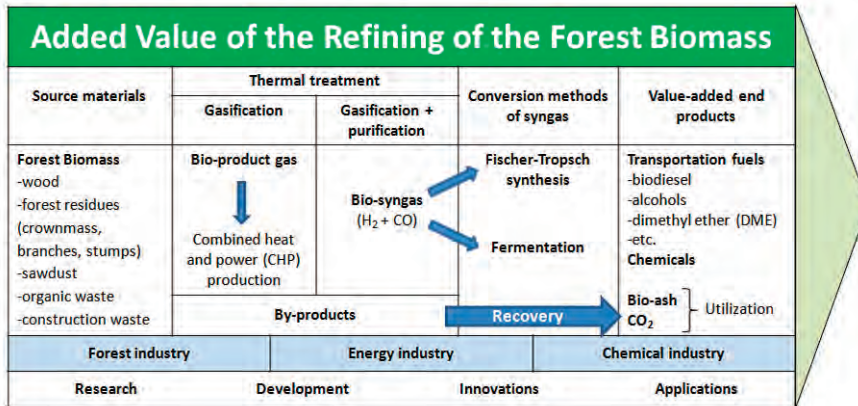 Added Value of the Refining of the Forest Biomass
Source materials
Thermal treatment
Gasification
Gasification +
purification
Conversion methods
of syngas
Value-added end
products
Forest Biomass
-wood
-forest residues
(crownmass,
branches, stumps)
-sawdust
-organic waste
-construction waste
Bio-product gas
Combined heat
and power (CHP)
production
Bio-syngas
(H₂ + CO)
Fischer-Tropsch
synthesis
Fermentation
Transportation fuels
-biodiesel
-alcohols
-dimethyl ether (DME)
-etc.
Chemicals
By-products
Recovery
Bio-ash
CO₂
Utilization
Forest industry
Energy industry
Chemical industry
Research
Development
Innovations
Applications